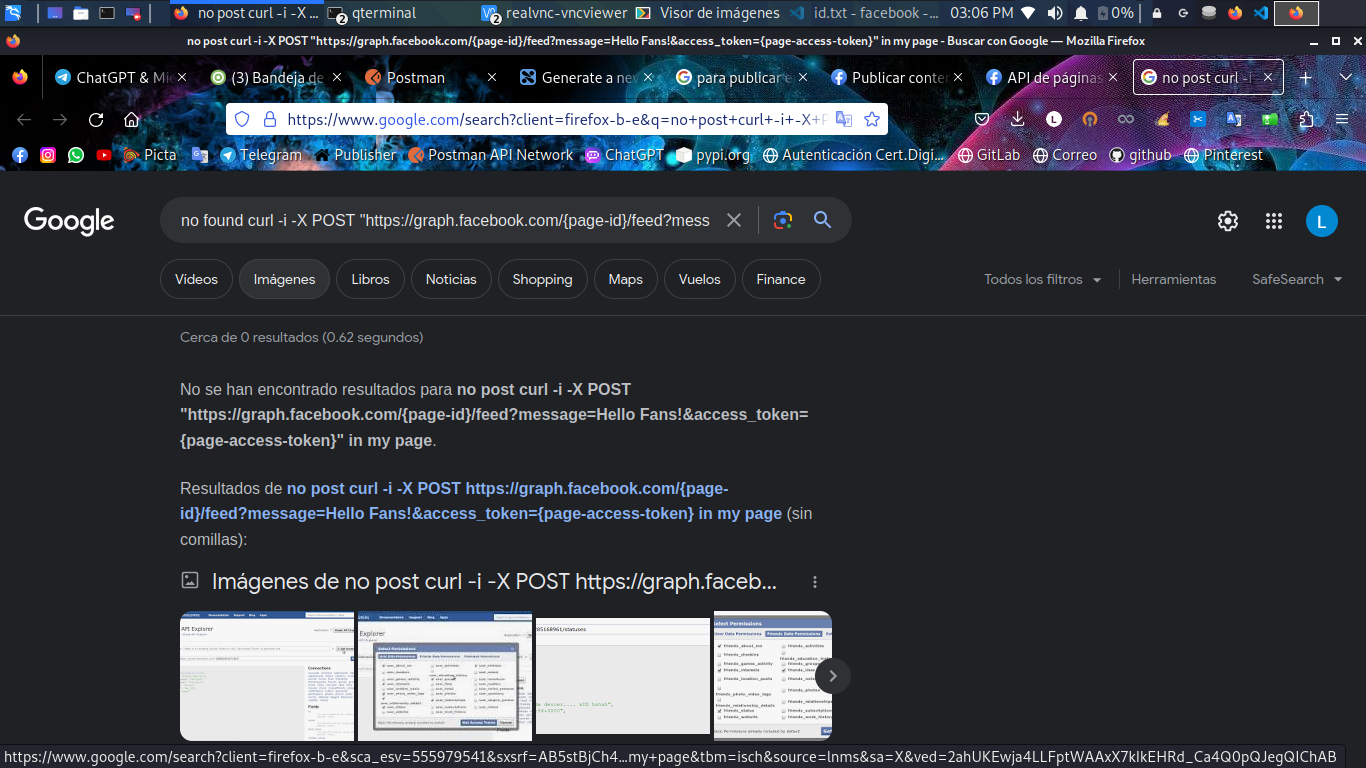 no post curl -i -X ...
2
qterminal
2
realvnc-vncviewer
Visor de imágenes
id.txt - facebook -...
03:06 PM
0%
no post curl -i -X POST "https://graph.facebook.com/{page-id}/feed?message=Hello Fans!&access_token={page-access-token}" in my page - Buscar con Google — Mozilla Firefox
ChatGPT & Mi
(3) Bandeja de
Postman
Generate a ne
para publicar e
Publicar conte
API de páginas
no post curl -i
https://www.google.com/search?client=firefox-b-e&q=no+post+curl+-i+-X+P
Picta
Telegram
Publisher
Postman API Network
ChatGPT
pypi.org
Autenticación Cert.Digi...
GitLab
Correo
github
Pinterest
Google
no found curl -i -X POST "https://graph.facebook.com/{page-id}/feed?mess
L
Vídeos
Imágenes
Libros
Noticias
Shopping
Maps
Vuelos
Finance
Todos los filtros
Herramientas
SafeSearch
Cerca de 0 resultados (0.62 segundos)
No se han encontrado resultados para no post curl -i -X POST
"https://graph.facebook.com/{page-id}/feed?message=Hello Fans!&access_token=
{page-access-token}" in my page.
Resultados de no post curl -i -X POST https://graph.facebook.com/{page-
id}/feed?message=Hello Fans!&access_token={page-access-token} in my page (sin
comillas):
Imágenes de no post curl -i -X POST https://graph.faceb...
API Explorer
Explorer
Select Permissions
https://www.google.com/search?client=firefox-b-e&sca_esv=555979541&sxsrf=AB5stBjCh4...my+page&tbm=isch&source=lnms&sa=X&ved=2ahUKEwja4LLFptWAAxX7klkEHRd_Ca4Q0pQJegQIChAB